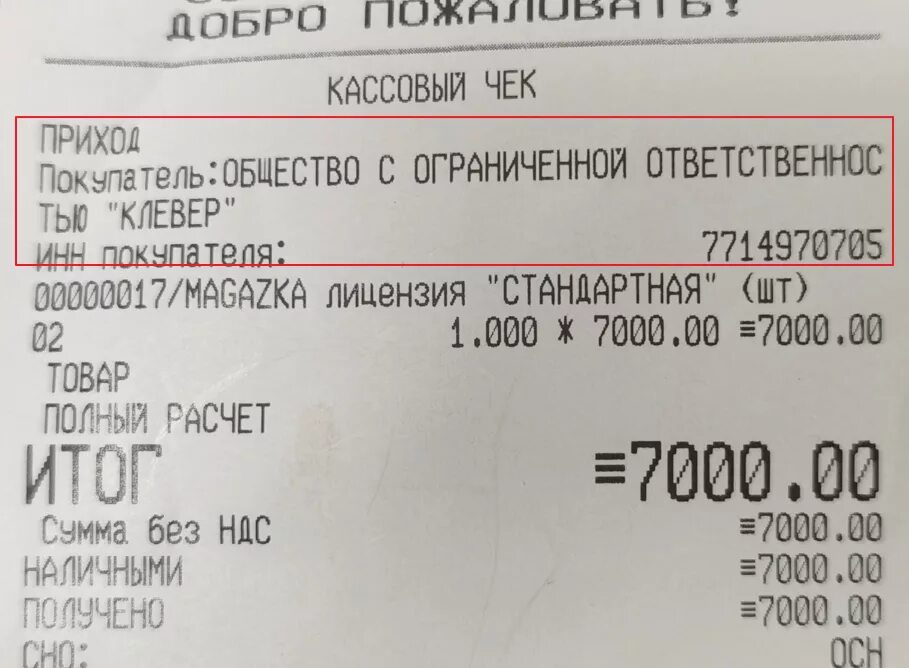 ДОБРО ПОЖАЛОВАТЬ!
КАССОВЫЙ ЧЕК
ПРИХОД
Покупатель:ОБЩЕСТВО С ОГРАНИЧЕННОЙ ОТВЕТСТВЕННОС
ТЬЮ "КЛЕВЕР"
ИНН покупателя: 7714970705
00000017/MAGAZKA лицензия "СТАНДАРТНАЯ" (шт)
02 1.000 * 7000.00 ≡7000.00
ТОВАР
ПОЛНЫЙ РАСЧЕТ
ИТОГ ≡7000.00
Сумма без НДС ≡7000.00
НАЛИЧНЫМИ ≡7000.00
ПОЛУЧЕНО ≡7000.00
СНО: ОСН